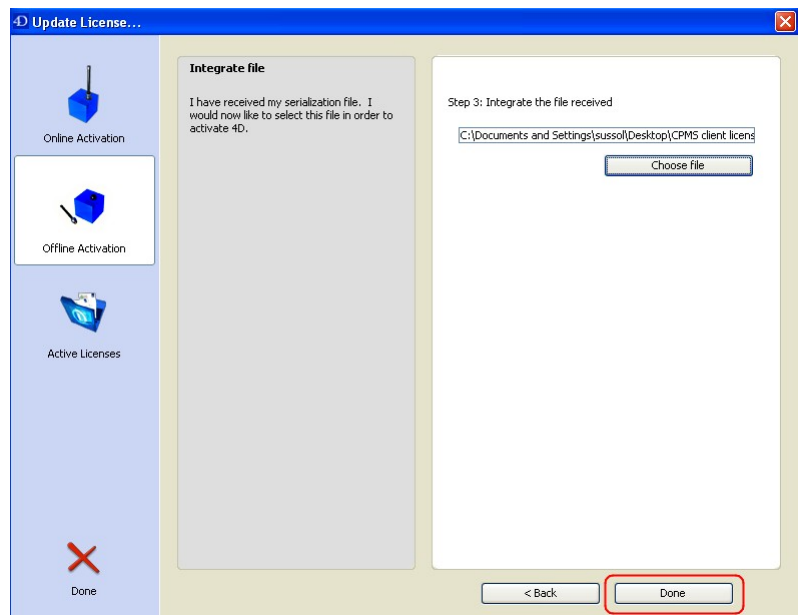 4D Update License...
Online Activation
Offline Activation
Active Licenses
Done
Integrate file
I have received my serialization file. I
would now like to select this file in order to
activate 4D.
Step 3: Integrate the file received
C:\Documents and Settings\sussol\Desktop\CPMS client licens
Choose file
< Back
Done